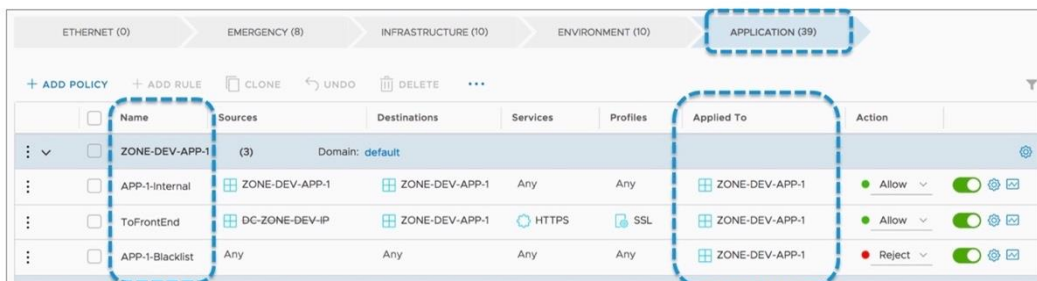 ETHERNET (0) EMERGENCY (8) INFRASTRUCTURE (10) ENVIRONMENT (10) APPLICATION (39)
+ ADD POLICY + ADD RULE CLONE UNDO DELETE ...
Name Sources Destinations Services Profiles Applied To Action
ZONE-DEV-APP-1 (3) Domain: default
APP-1-Internal ZONE-DEV-APP-1 ZONE-DEV-APP-1 Any Any ZONE-DEV-APP-1 Allow
ToFrontEnd DC-ZONE-DEV-IP ZONE-DEV-APP-1 HTTPS SSL ZONE-DEV-APP-1 Allow
APP-1-Blacklist Any Any Any Any ZONE-DEV-APP-1 Reject